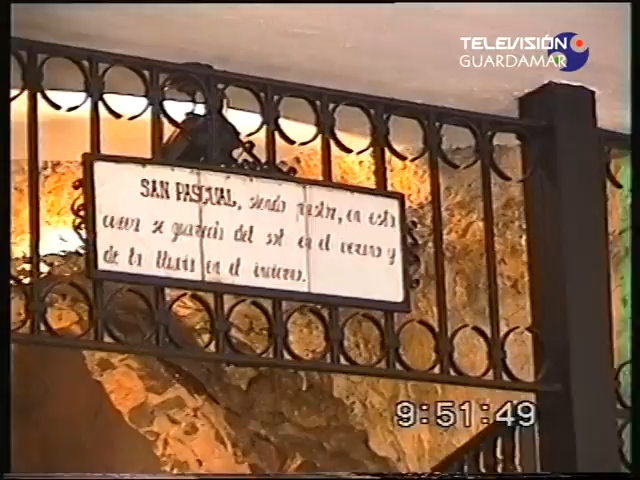 TELEVISIÓN
GUARDAMAR
SAN PASCUAL, siendo pastor, en esta
cueva se guarecía del sol en el verano y
de la lluvia en el invierno.
9:51:49